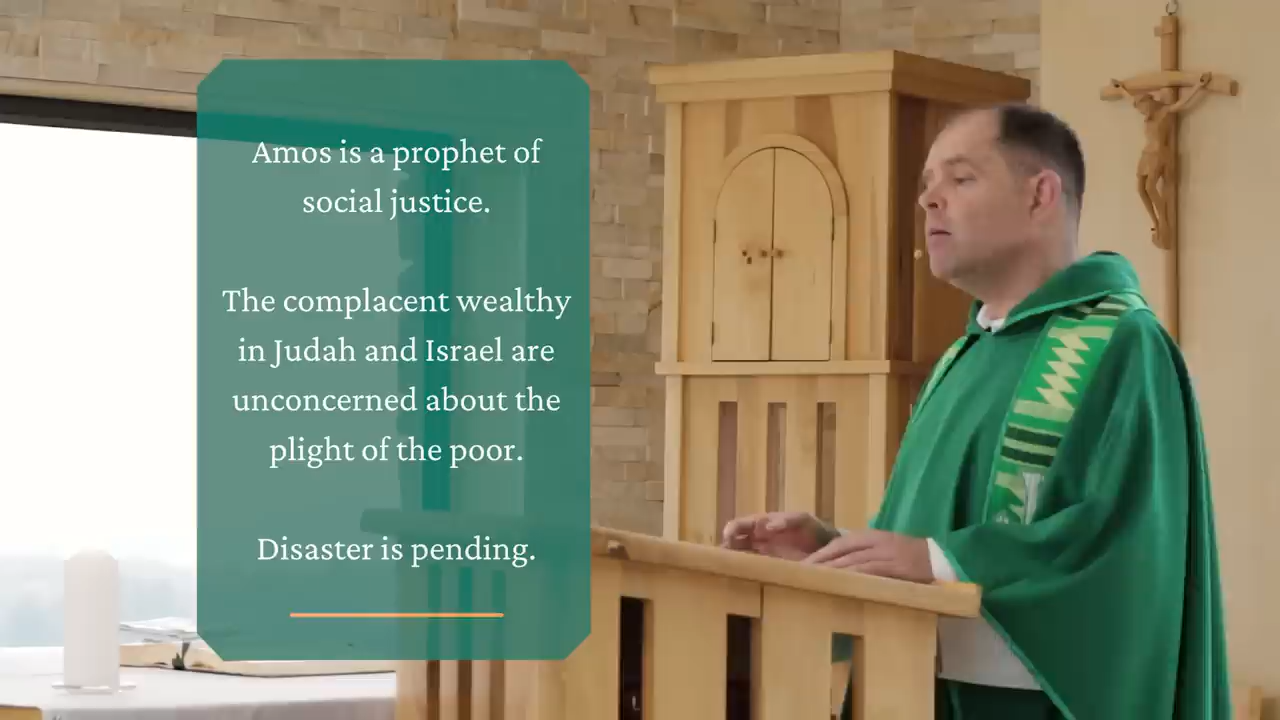 Amos is a prophet of
social justice.
The complacent wealthy
in Judah and Israel are
unconcerned about the
plight of the poor.
Disaster is pending.